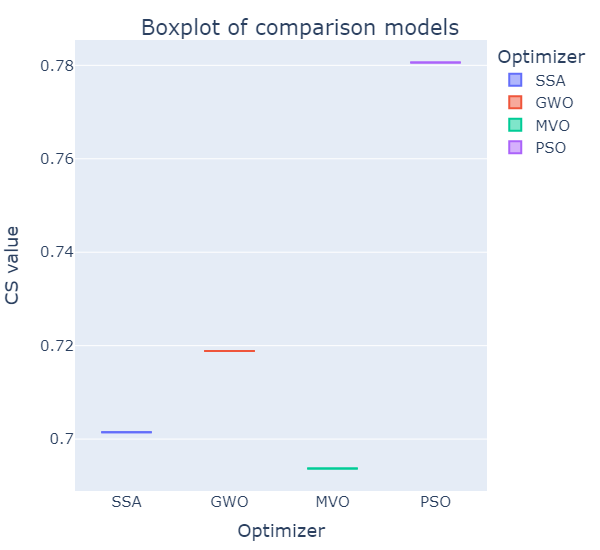 Boxplot of comparison models
Optimizer
SSA
GWO
MVO
PSO
CS value
0.78
0.76
0.74
0.72
0.7
SSA GWO MVO PSO
Optimizer